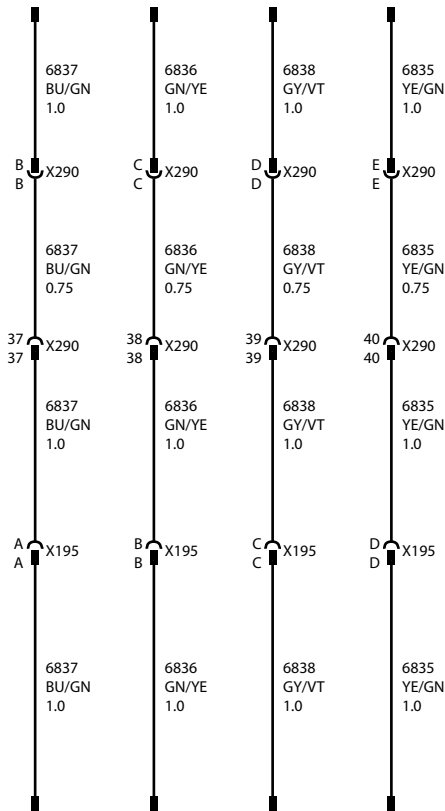 6837
BU/GN
1.0
6836
GN/YE
1.0
6838
GY/VT
1.0
6835
YE/GN
1.0
B
B
X290
C
C
X290
D
D
X290
E
E
X290
6837
BU/GN
0.75
6836
GN/YE
0.75
6838
GY/VT
0.75
6835
YE/GN
0.75
37
37
X290
38
38
X290
39
39
X290
40
40
X290
6837
BU/GN
1.0
6836
GN/YE
1.0
6838
GY/VT
1.0
6835
YE/GN
1.0
A
A
X195
B
B
X195
C
C
X195
D
D
X195
6837
BU/GN
1.0
6836
GN/YE
1.0
6838
GY/VT
1.0
6835
YE/GN
1.0